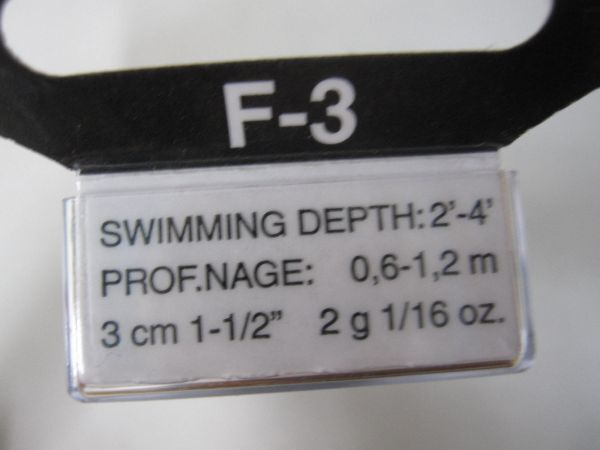 F-3
SWIMMING DEPTH: 2'-4'
PROF.NAGE: 0,6-1,2 m
3 cm 1-1/2” 2 g 1/16 oz.